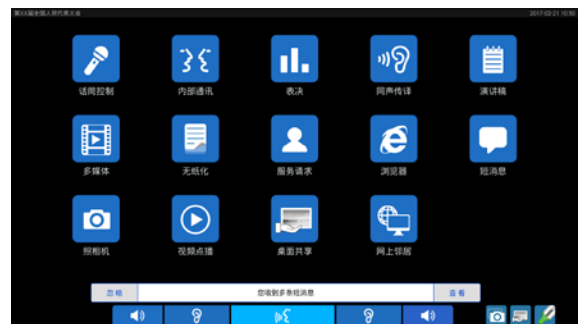 第XX届全国人民代表大会 2017-02-21 10:50
话筒控制 内部通讯 表决 同声传译 演讲稿
多媒体 无纸化 服务请求 浏览器 短消息
照相机 视频点播 桌面共享 网上邻居
忽略 您收到多条短消息 查看